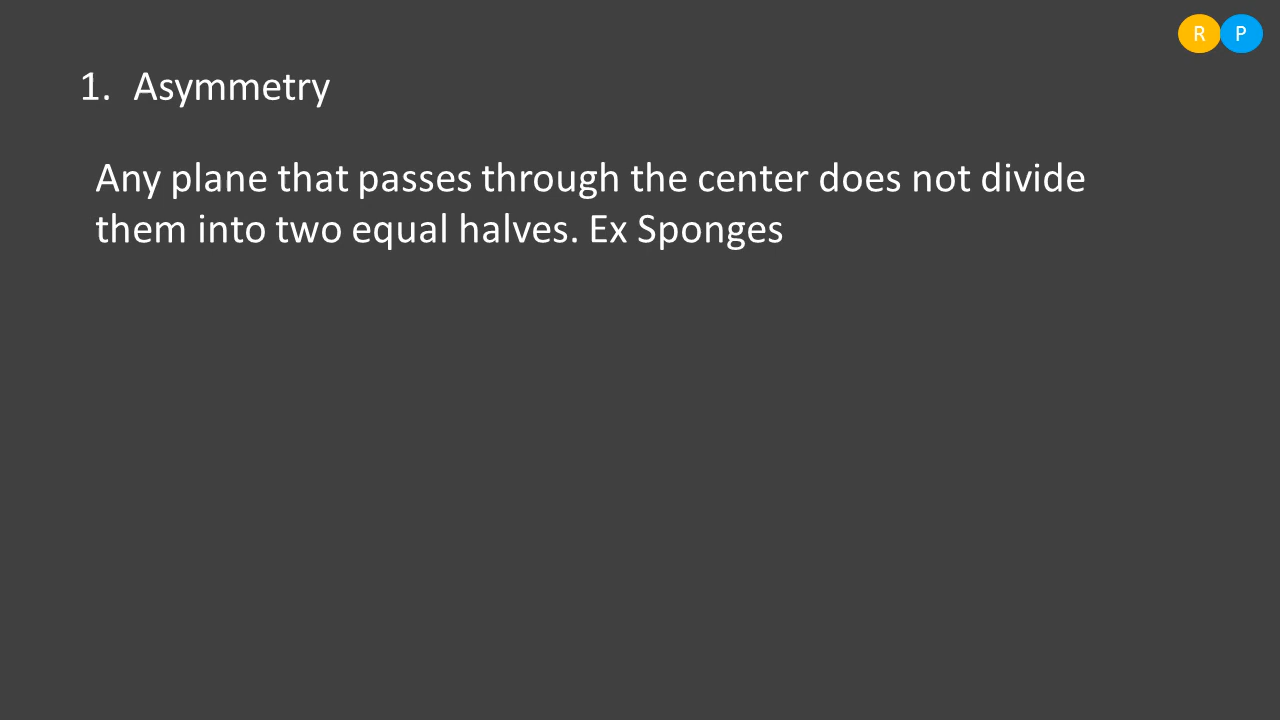 R P
1. Asymmetry
Any plane that passes through the center does not divide
them into two equal halves. Ex Sponges